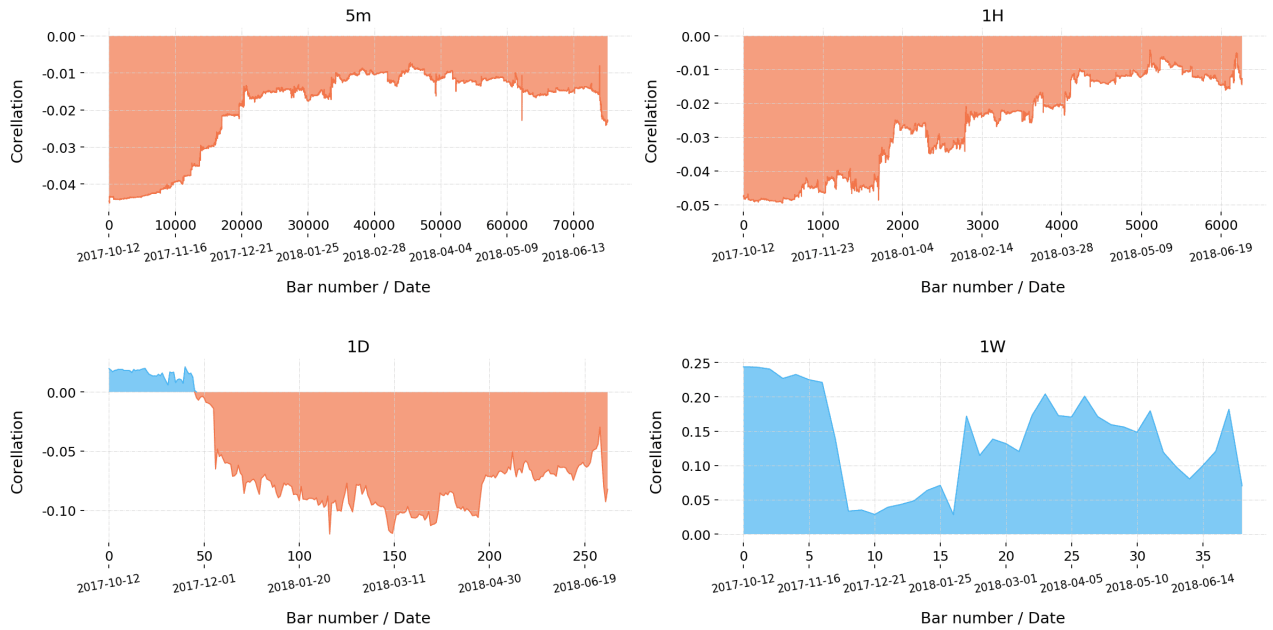 5m
Corellation
0.00
-0.01
-0.02
-0.03
-0.04
0 10000 20000 30000 40000 50000 60000 70000
2017-10-12 2017-11-16 2017-12-21 2018-01-25 2018-02-28 2018-04-04 2018-05-09 2018-06-13
Bar number / Date
1H
Corellation
0.00
-0.01
-0.02
-0.03
-0.04
-0.05
0 1000 2000 3000 4000 5000 6000
2017-10-12 2017-11-23 2018-01-04 2018-02-14 2018-03-28 2018-05-09 2018-06-19
Bar number / Date
1D
Corellation
0.00
-0.05
-0.10
0 50 100 150 200 250
2017-10-12 2017-12-01 2018-01-20 2018-03-11 2018-04-30 2018-06-19
Bar number / Date
1W
Corellation
0.25
0.20
0.15
0.10
0.05
0.00
0 5 10 15 20 25 30 35
2017-10-12 2017-11-16 2017-12-21 2018-01-25 2018-03-01 2018-04-05 2018-05-10 2018-06-14
Bar number / Date